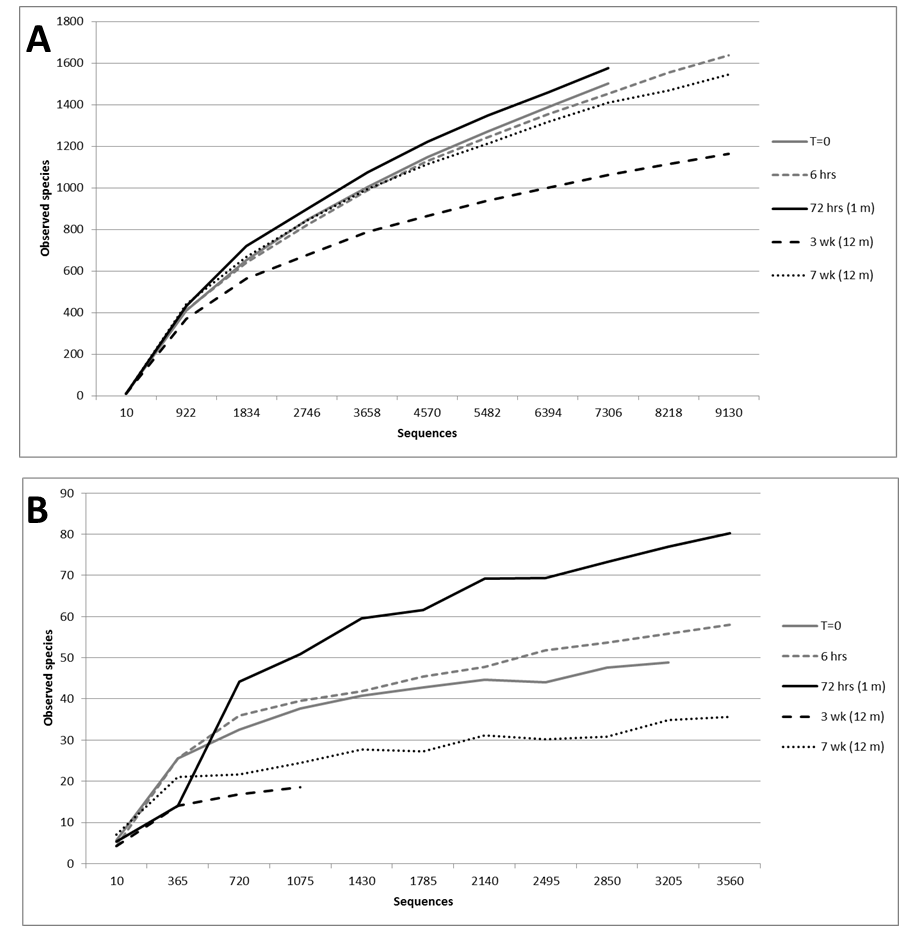 A
1800
1600
1400
1200
1000
800
600
400
200
0
Observed species
10 922 1834 2746 3658 4570 5482 6394 7306 8218 9130
Sequences
T=0
6 hrs
72 hrs (1 m)
3 wk (12 m)
7 wk (12 m)
B
90
80
70
60
50
40
30
20
10
0
Observed species
10 365 720 1075 1430 1785 2140 2495 2850 3205 3560
Sequences
T=0
6 hrs
72 hrs (1 m)
3 wk (12 m)
7 wk (12 m)